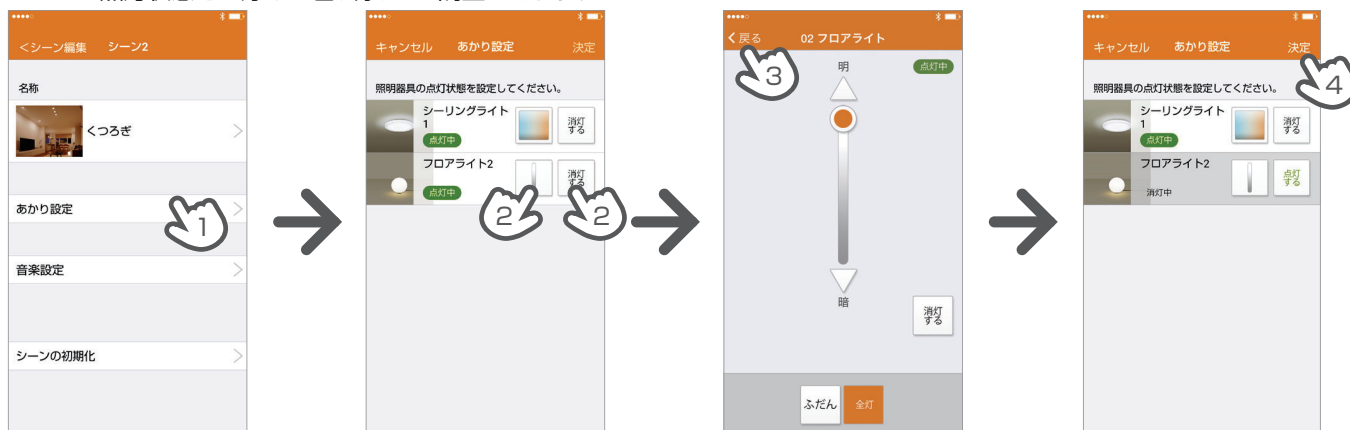 <シーン編集 シーン2
名称
くつろぎ
あかり設定
1
音楽設定
シーンの初期化
キャンセル あかり設定 決定
照明器具の点灯状態を設定してください。
シーリングライト
1
点灯中
消灯
する
フロアライト2
点灯中
消灯
する
2
2
戻る 02 フロアライト
3
明
点灯中
暗
消灯
する
ふだん 全灯
キャンセル あかり設定 決定
4
照明器具の点灯状態を設定してください。
シーリングライト
1
点灯中
消灯
する
フロアライト2
消灯中
点灯
する